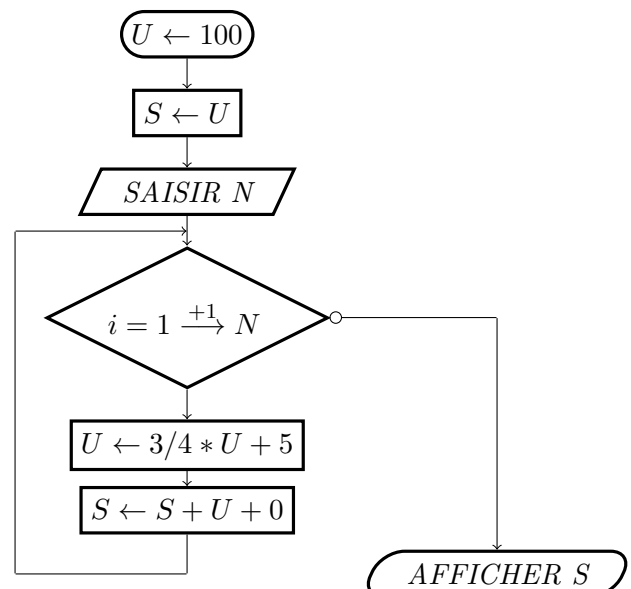 U ← 100
S ← U
SAISIR N
i = 1 +1⟶ N
U ← 3/4 * U + 5
S ← S + U + 0
AFFICHER S